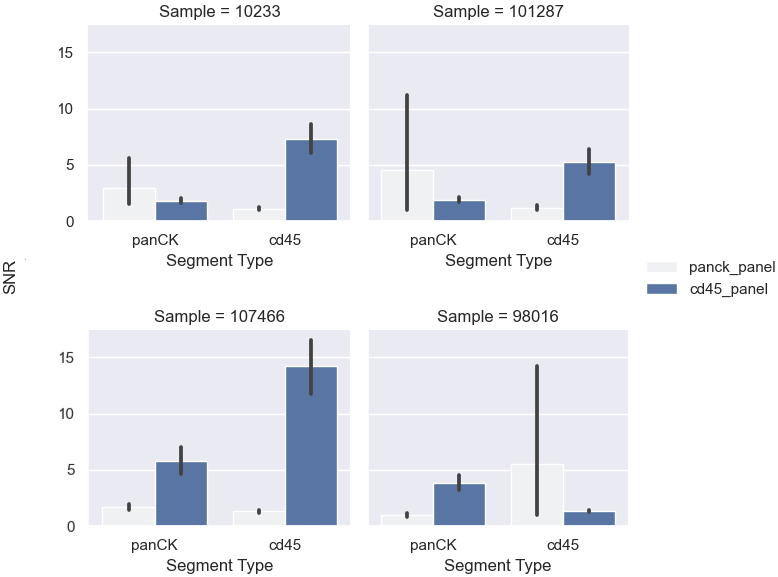 Sample = 10233
Sample = 101287
15
10
5
0
panCK
cd45
panCK
cd45
Segment Type
Segment Type
SNR
panck_panel
cd45_panel
Sample = 107466
Sample = 98016
15
10
5
0
panCK
cd45
panCK
cd45
Segment Type
Segment Type